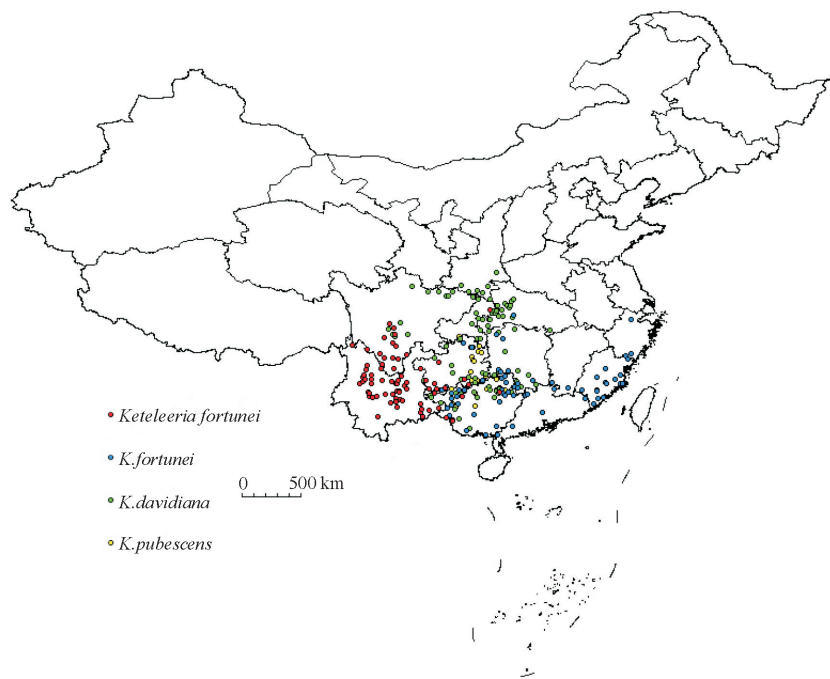 Keteleeria fortunei
K.fortunei
0 500 km
K.davidiana
K.pubescens